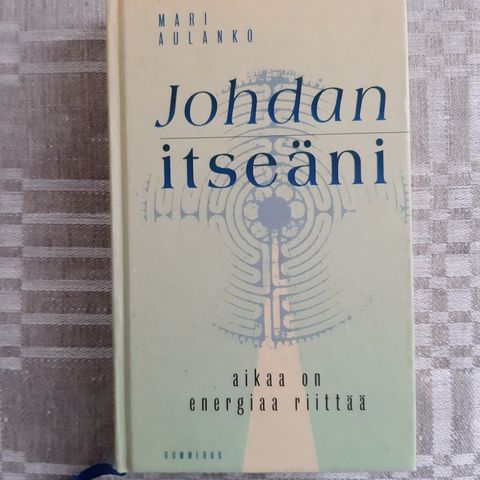 MARI
AULANKO
Johdan
itseäni
aikaa on
energiaa riittää
GUMMERUS